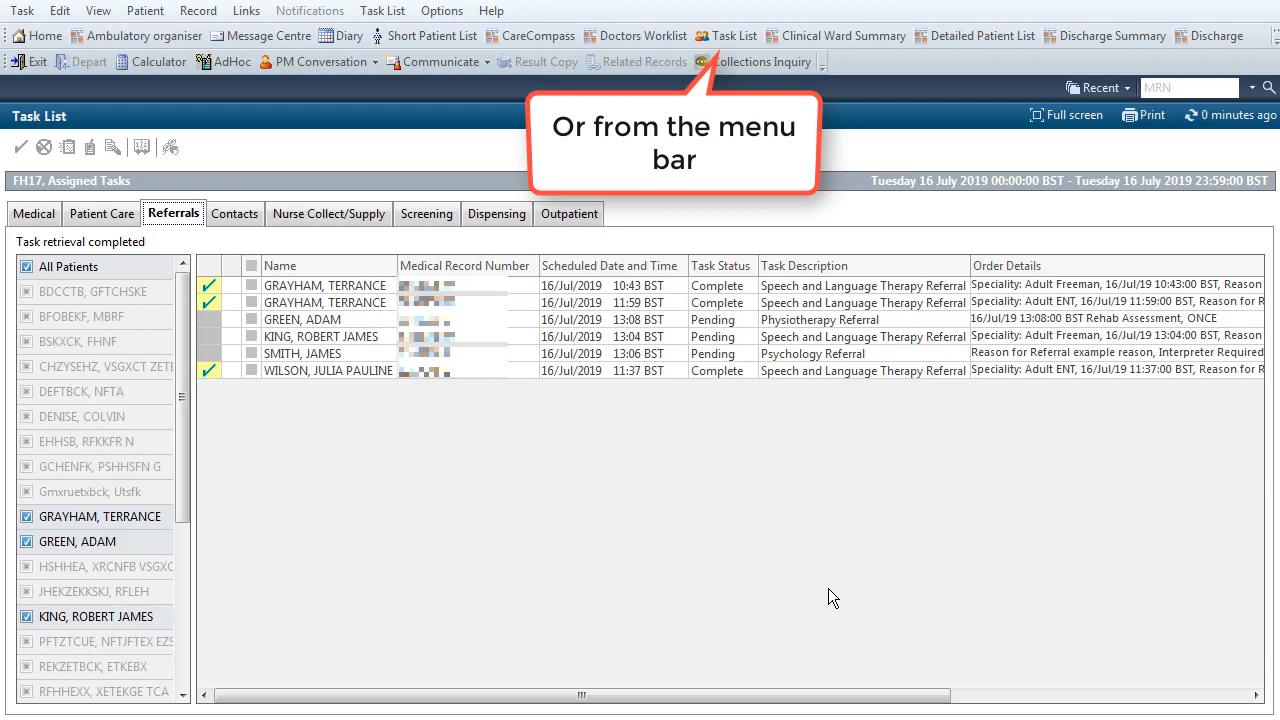 Task Edit View Patient Record Links Notifications Task List Options Help
Home Ambulatory organiser Message Centre Diary Short Patient List CareCompass Doctors Worklist Task List Clinical Ward Summary Detailed Patient List Discharge Summary Discharge
Exit Depart Calculator AdHoc PM Conversation Communicate Result Copy Related Records Collections Inquiry
Recent MRN
Or from the menu
bar
Task List Full screen Print 0 minutes ago
FH17, Assigned Tasks Tuesday 16 July 2019 00:00:00 BST - Tuesday 16 July 2019 23:59:00 BST
Medical Patient Care Referrals Contacts Nurse Collect/Supply Screening Dispensing Outpatient
Task retrieval completed
All Patients
BDCCTB, GFTCHSKE
BFOBEKF, MBRF
BSKXCK, FHNF
CHZYSEHZ, VSGXCT ZETE
DEFTBCK, NFTA
DENISE, COLVIN
EHHSB, RFKKFR N
GCHENFK, PSHHSFN G
Gmxruetxbck, Utsfk
GRAYHAM, TERRANCE
GREEN, ADAM
HSHHEA, XRCNFB VSGXC
JHEKZEKKSKJ, RFLEH
KING, ROBERT JAMES
PFTZTCUE, NFTJFTEX EZS
REKZETBCK, ETKEBX
RFHHEXX, XETEKGE TCA
Name Medical Record Number Scheduled Date and Time Task Status Task Description Order Details
GRAYHAM, TERRANCE 16/Jul/2019 10:43 BST Complete Speech and Language Therapy Referral Speciality: Adult Freeman, 16/Jul/19 10:43:00 BST, Reason
GRAYHAM, TERRANCE 16/Jul/2019 11:59 BST Complete Speech and Language Therapy Referral Speciality: Adult ENT, 16/Jul/19 11:59:00 BST, Reason for R
GREEN, ADAM 16/Jul/2019 13:08 BST Pending Physiotherapy Referral 16/Jul/19 13:08:00 BST Rehab Assessment, ONCE
KING, ROBERT JAMES 16/Jul/2019 13:04 BST Pending Speech and Language Therapy Referral Speciality: Adult Freeman, 16/Jul/19 13:04:00 BST, Reason
SMITH, JAMES 16/Jul/2019 13:06 BST Pending Psychology Referral Reason for Referral example reason, Interpreter Required
WILSON, JULIA PAULINE 16/Jul/2019 11:37 BST Complete Speech and Language Therapy Referral Speciality: Adult ENT, 16/Jul/19 11:37:00 BST, Reason for R